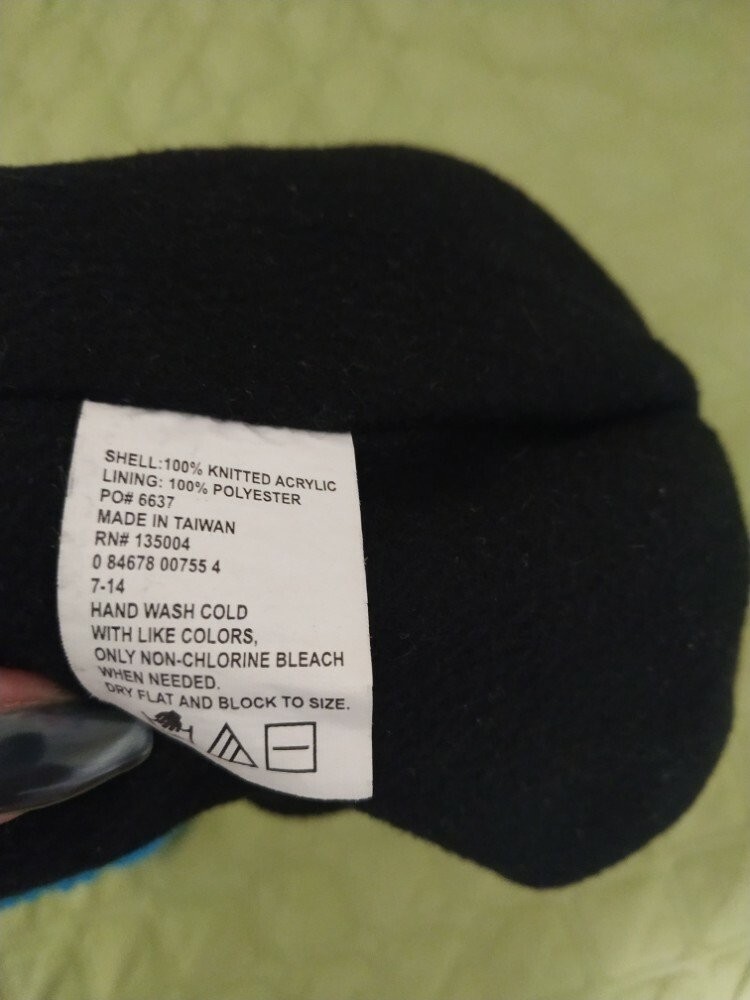 SHELL:100% KNITTED ACRYLIC
LINING: 100% POLYESTER
PO# 6637
MADE IN TAIWAN
RN# 135004
0 84678 00755 4
7-14
HAND WASH COLD
WITH LIKE COLORS,
ONLY NON-CHLORINE BLEACH
WHEN NEEDED.
DRY FLAT AND BLOCK TO SIZE.